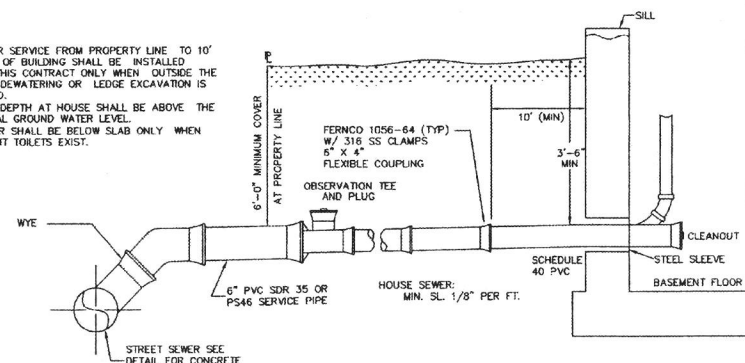 SILL
R SERVICE FROM PROPERTY LINE TO 10'
OF BUILDING SHALL BE INSTALLED
HIS CONTRACT ONLY WHEN OUTSIDE THE
DEWATERING OR LEDGE EXCAVATION IS
D.
DEPTH AT HOUSE SHALL BE ABOVE THE
AL GROUND WATER LEVEL.
R SHALL BE BELOW SLAB ONLY WHEN
T TOILETS EXIST.
6'-0" MINIMUM COVER
AT PROPERTY LINE
10' (MIN)
3'-6"
MIN
FERNCO 1056-64 (TYP)
W/ 316 SS CLAMPS
6" X 4"
FLEXIBLE COUPLING
OBSERVATION TEE
AND PLUG
WYE
CLEANOUT
STEEL SLEEVE
SCHEDULE
40 PVC
BASEMENT FLOOR
6" PVC SDR 35 OR
PS46 SERVICE PIPE
HOUSE SEWER:
MIN. SL. 1/8" PER FT.
STREET SEWER SEE
DETAIL FOR CONCRETE